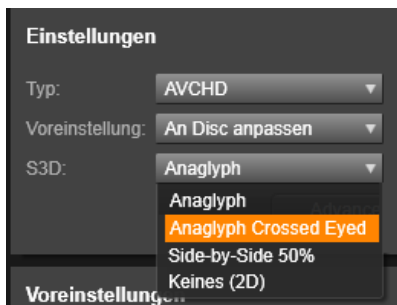 Einstellungen
Typ: AVCHD
Voreinstellung: An Disc anpassen
S3D: Anaglyph
Anaglyph
Advance
Anaglyph Crossed Eyed
Side-by-Side 50%
Keines (2D)
Voreinstellungen